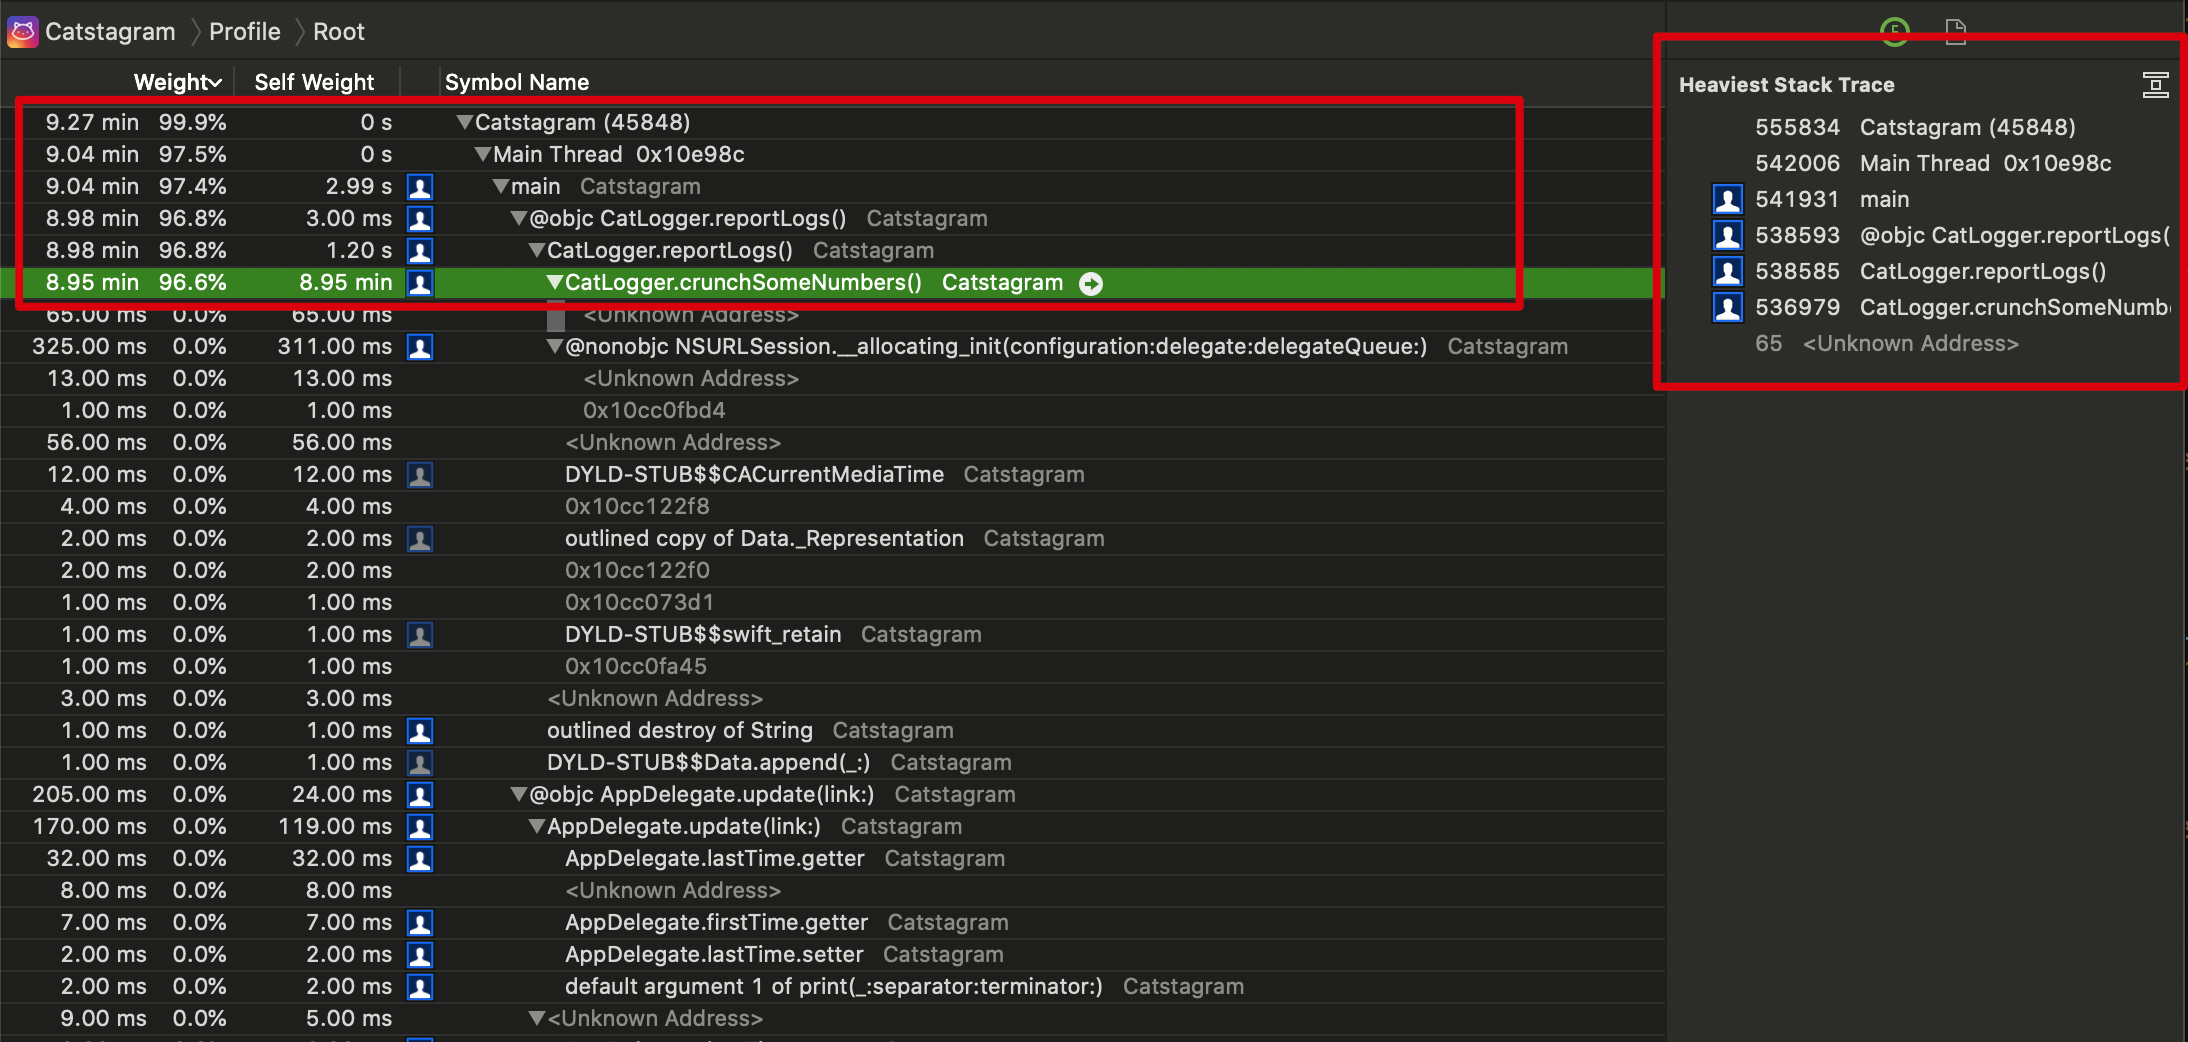 Catstagram Profile Root
Weight Self Weight Symbol Name
9.27 min 99.9% 0 s Catstagram (45848)
9.04 min 97.5% 0 s Main Thread 0x10e98c
9.04 min 97.4% 2.99 s main Catstagram
8.98 min 96.8% 3.00 ms @objc CatLogger.reportLogs() Catstagram
8.98 min 96.8% 1.20 s CatLogger.reportLogs() Catstagram
8.95 min 96.6% 8.95 min CatLogger.crunchSomeNumbers() Catstagram
65.00 ms 0.0% 65.00 ms <Unknown Address>
325.00 ms 0.0% 311.00 ms @nonobjc NSURLSession.__allocating_init(configuration:delegate:delegateQueue:) Catstagram
13.00 ms 0.0% 13.00 ms <Unknown Address>
1.00 ms 0.0% 1.00 ms 0x10cc0fbd4
56.00 ms 0.0% 56.00 ms <Unknown Address>
12.00 ms 0.0% 12.00 ms DYLD-STUB$$CACurrentMediaTime Catstagram
4.00 ms 0.0% 4.00 ms 0x10cc122f8
2.00 ms 0.0% 2.00 ms outlined copy of Data._Representation Catstagram
2.00 ms 0.0% 2.00 ms 0x10cc122f0
1.00 ms 0.0% 1.00 ms 0x10cc073d1
1.00 ms 0.0% 1.00 ms DYLD-STUB$$swift_retain Catstagram
1.00 ms 0.0% 1.00 ms 0x10cc0fa45
3.00 ms 0.0% 3.00 ms <Unknown Address>
1.00 ms 0.0% 1.00 ms outlined destroy of String Catstagram
1.00 ms 0.0% 1.00 ms DYLD-STUB$$Data.append(_:) Catstagram
205.00 ms 0.0% 24.00 ms @objc AppDelegate.update(link:) Catstagram
170.00 ms 0.0% 119.00 ms AppDelegate.update(link:) Catstagram
32.00 ms 0.0% 32.00 ms AppDelegate.lastTime.getter Catstagram
8.00 ms 0.0% 8.00 ms <Unknown Address>
7.00 ms 0.0% 7.00 ms AppDelegate.firstTime.getter Catstagram
2.00 ms 0.0% 2.00 ms AppDelegate.lastTime.setter Catstagram
2.00 ms 0.0% 2.00 ms default argument 1 of print(_:separator:terminator:) Catstagram
9.00 ms 0.0% 5.00 ms <Unknown Address>
E
Heaviest Stack Trace
555834 Catstagram (45848)
542006 Main Thread 0x10e98c
541931 main
538593 @objc CatLogger.reportLogs(
538585 CatLogger.reportLogs()
536979 CatLogger.crunchSomeNumb
65 <Unknown Address>